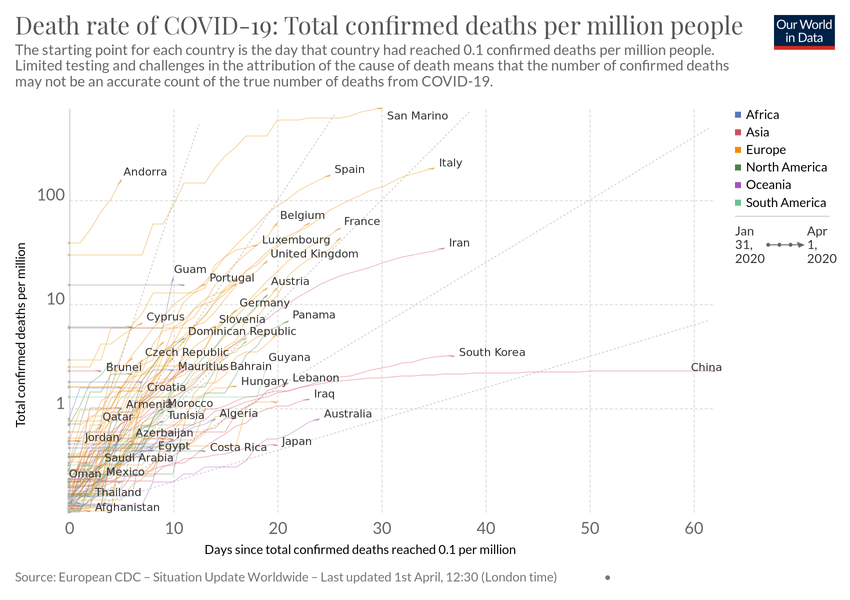 Death rate of COVID-19: Total confirmed deaths per million people
Our World
in Data
The starting point for each country is the day that country had reached 0.1 confirmed deaths per million people.
Limited testing and challenges in the attribution of the cause of death means that the number of confirmed deaths
may not be an accurate count of the true number of deaths from COVID-19.
San Marino
Africa
Asia
Europe
North America
Oceania
South America
Jan
31,
2020
Apr
1,
2020
Andorra
Spain
Italy
100
Belgium
France
Luxembourg
Iran
United Kingdom
Guam
Portugal
Austria
10
Germany
Cyprus
Slovenia
Panama
Dominican Republic
Czech Republic
Guyana
South Korea
Brunei
Mauritius
Bahrain
China
Croatia
Hungary
Lebanon
Iraq
1
Armenia
Morocco
Qatar
Tunisia
Algeria
Australia
Jordan
Azerbaijan
Egypt
Costa Rica
Japan
Saudi Arabia
Oman
Mexico
Thailand
Afghanistan
Total confirmed deaths per million
0
10
20
30
40
50
60
Days since total confirmed deaths reached 0.1 per million
Source: European CDC – Situation Update Worldwide – Last updated 1st April, 12:30 (London time)